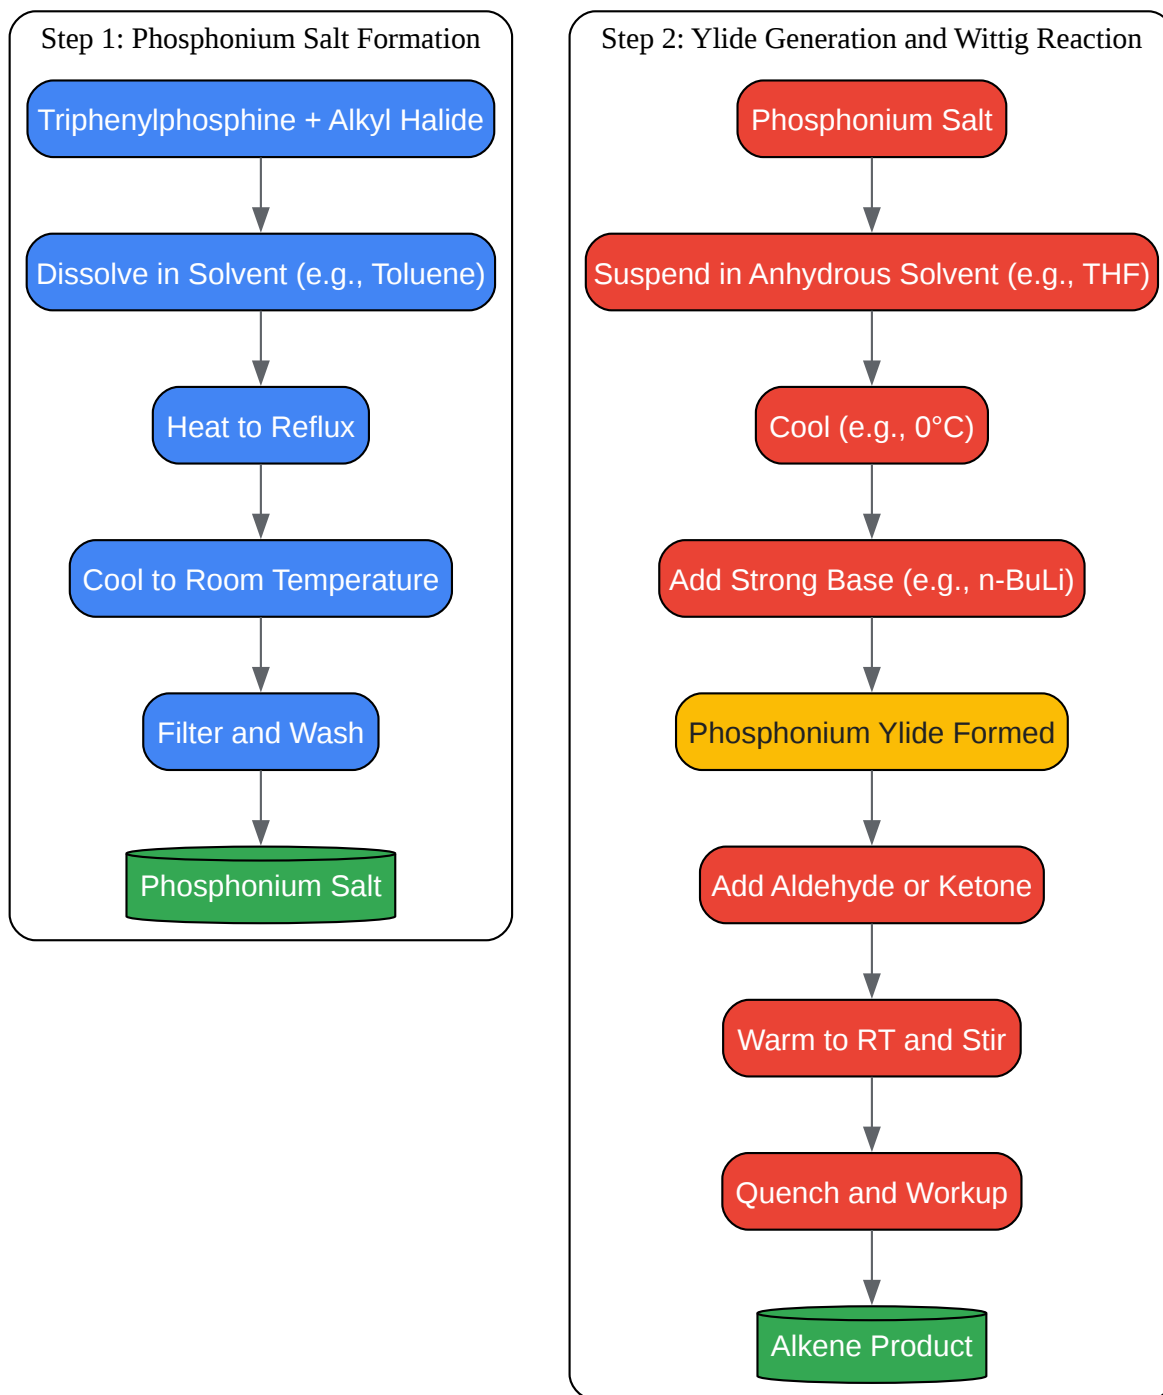 Step 1: Phosphonium Salt Formation
Triphenylphosphine + Alkyl Halide
Dissolve in Solvent (e.g., Toluene)
Heat to Reflux
Cool to Room Temperature
Filter and Wash
Phosphonium Salt
Step 2: Ylide Generation and Wittig Reaction
Phosphonium Salt
Suspend in Anhydrous Solvent (e.g., THF)
Cool (e.g., 0°C)
Add Strong Base (e.g., n-BuLi)
Phosphonium Ylide Formed
Add Aldehyde or Ketone
Warm to RT and Stir
Quench and Workup
Alkene Product